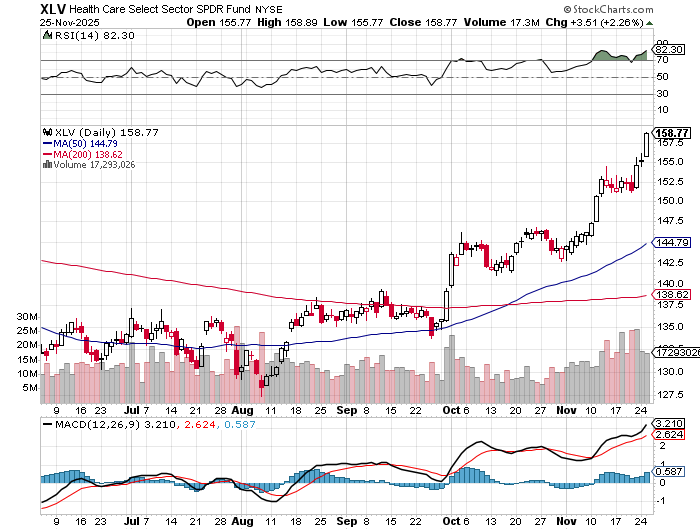 XLV Health Care Select Sector SPDR Fund NYSE © StockCharts.com
25-Nov-2025 Open 155.77 High 158.89 Low 155.77 Close 158.77 Volume 17.3M Chg +3.51 (+2.26%)
RSI(14) 82.30
90
82.30
70
50
30
10
XLV (Daily) 158.77
MA(50) 144.79
MA(200) 138.62
Volume 17,293,026
158.77
157.5
155.0
152.5
150.0
147.5
144.79
142.5
140.0
138.62
137.5
135.0
17293026
130.0
127.5
30M
25M
20M
15M
10M
5M
9 16 23 Jul 7 14 21 28 Aug 11 18 25 Sep 8 15 22 Oct 6 13 20 27 Nov 10 17 24
MACD(12,26,9) 3.210, 2.624, 0.587
3.210
2.624
2
1
0.587
0
-1
9 16 23 Jul 7 14 21 28 Aug 11 18 25 Sep 8 15 22 Oct 6 13 20 27 Nov 10 17 24